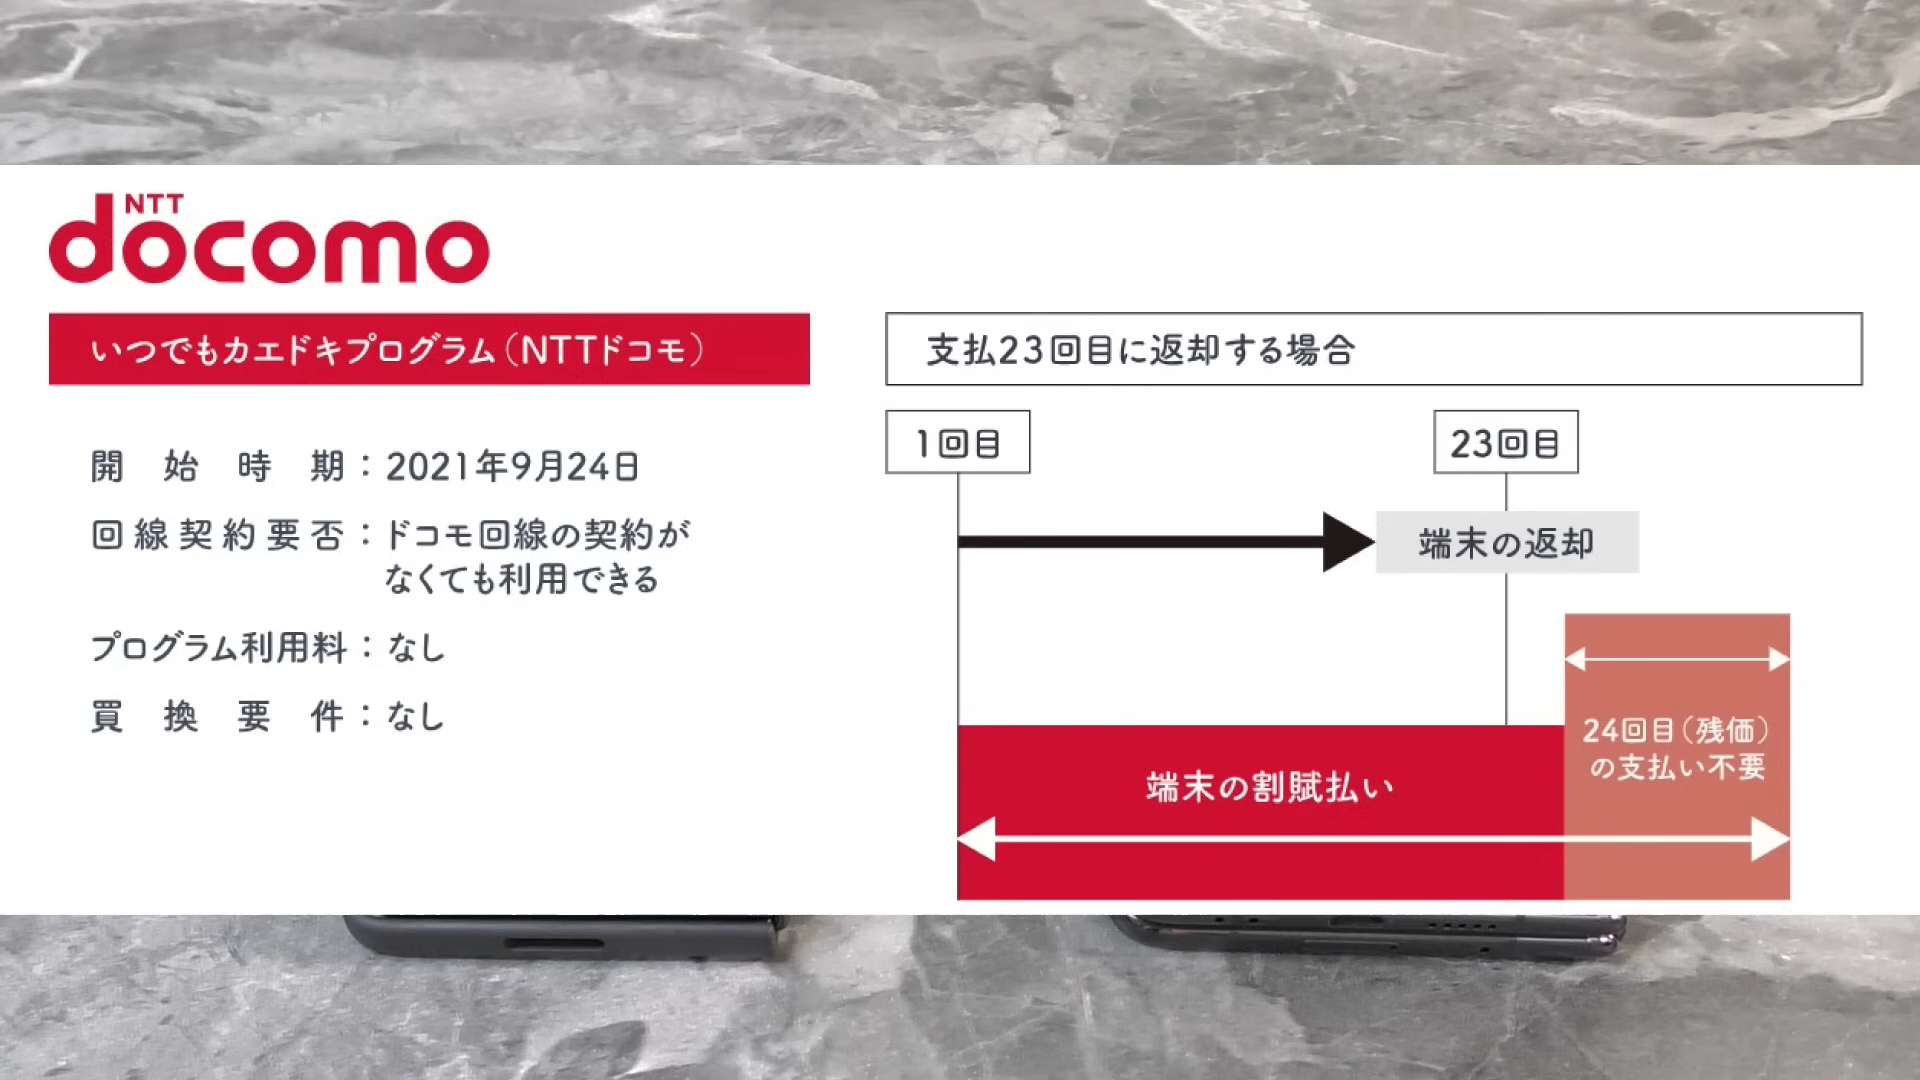 NTT
docomo
いつでもカエドキプログラム（NTTドコモ）
開始時期：2021年9月24日
回線契約要否：ドコモ回線の契約が
なくても利用できる
プログラム利用料：なし
買換要件：なし
支払23回目に返却する場合
1回目
23回目
端末の返却
24回目（残価）
の支払い不要
端末の割賦払い